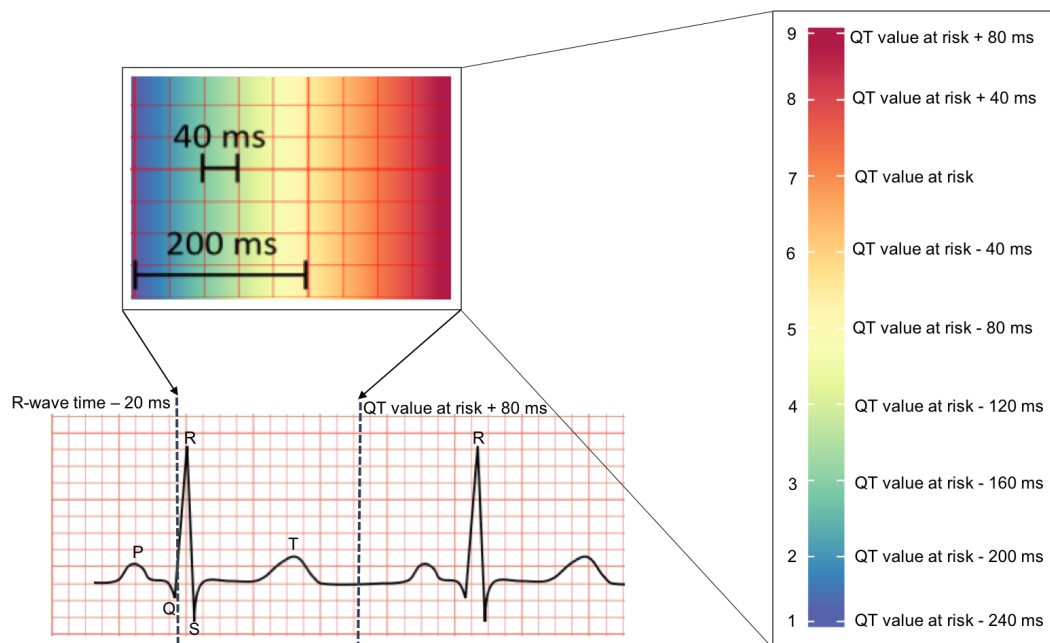 40 ms
200 ms
R-wave time – 20 ms
QT value at risk + 80 ms
R
R
P
T
Q
S
9 QT value at risk + 80 ms
8 QT value at risk + 40 ms
7 QT value at risk
6 QT value at risk - 40 ms
5 QT value at risk - 80 ms
4 QT value at risk - 120 ms
3 QT value at risk - 160 ms
2 QT value at risk - 200 ms
1 QT value at risk - 240 ms